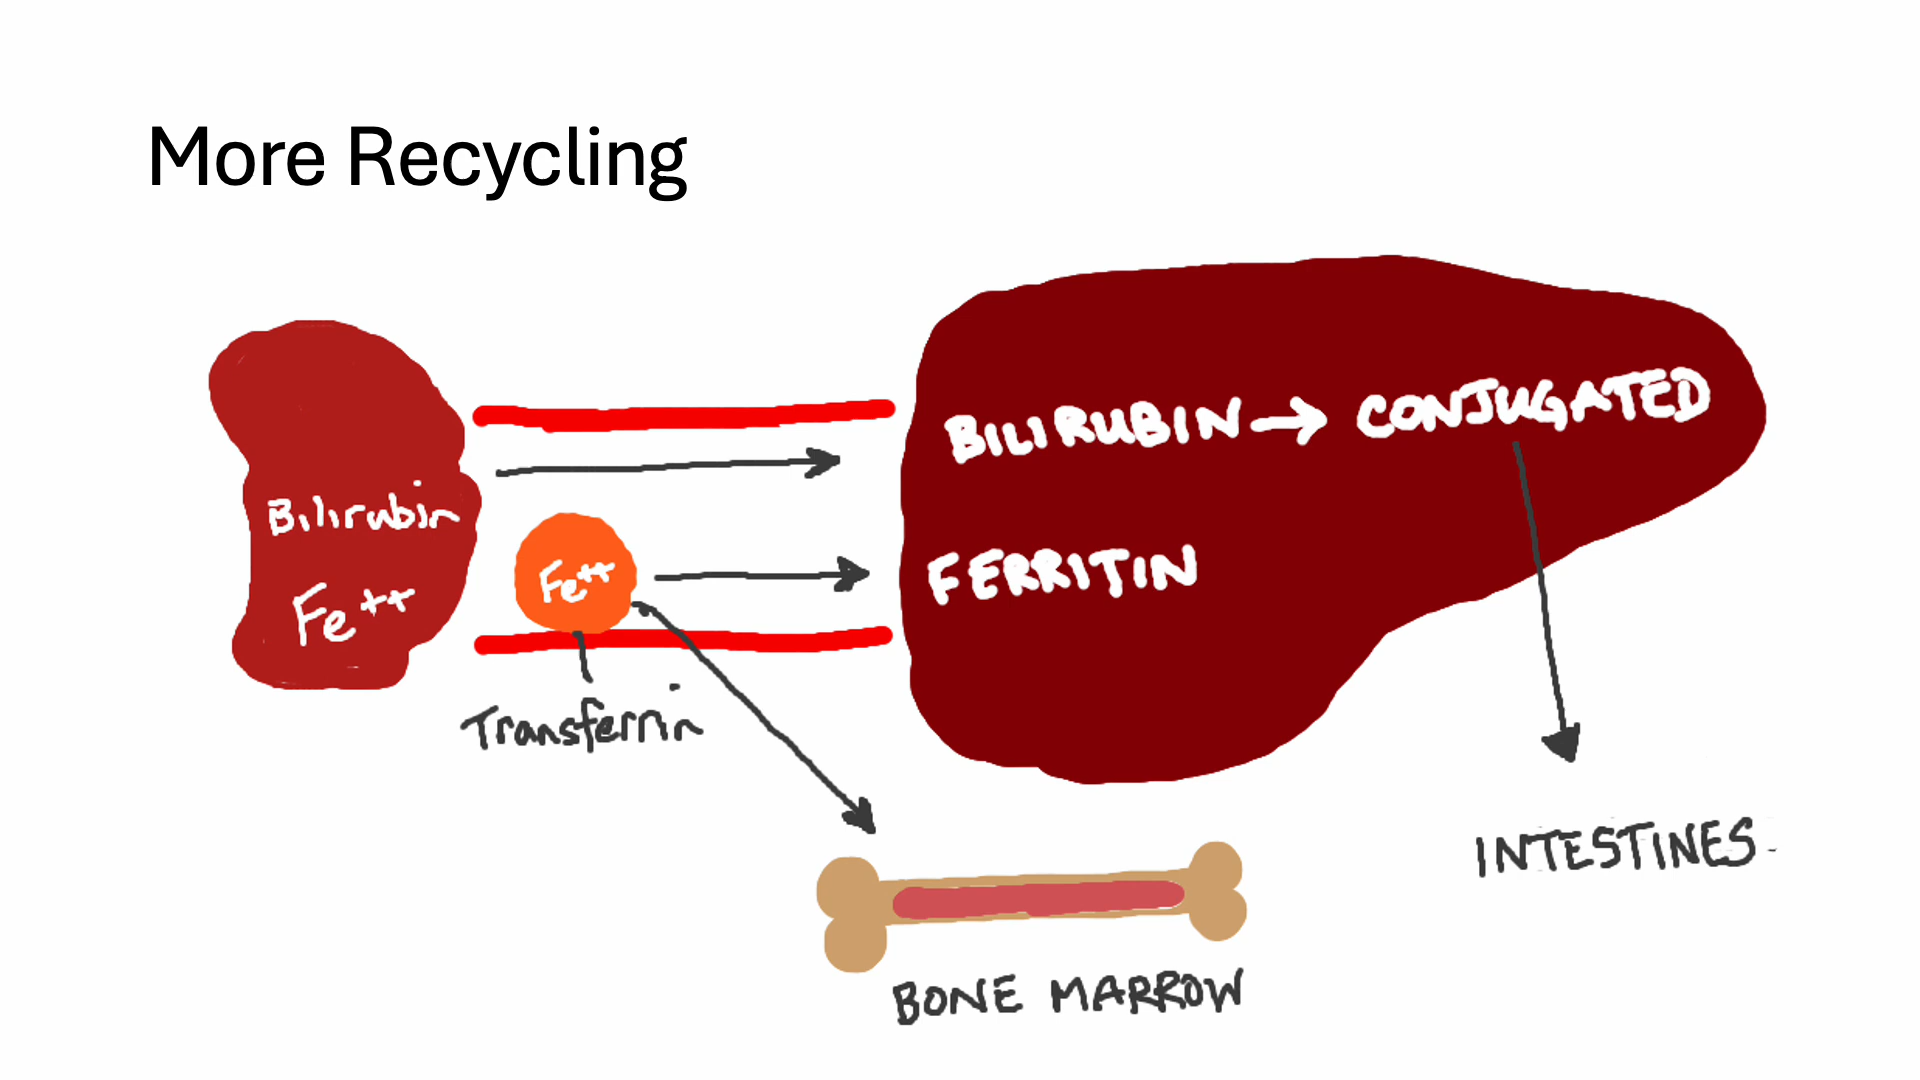 More Recycling
Bilirubin
Fe++
Fe++
Transferrin
BILIRUBIN → CONJUGATED
FERRITIN
INTESTINES
BONE MARROW